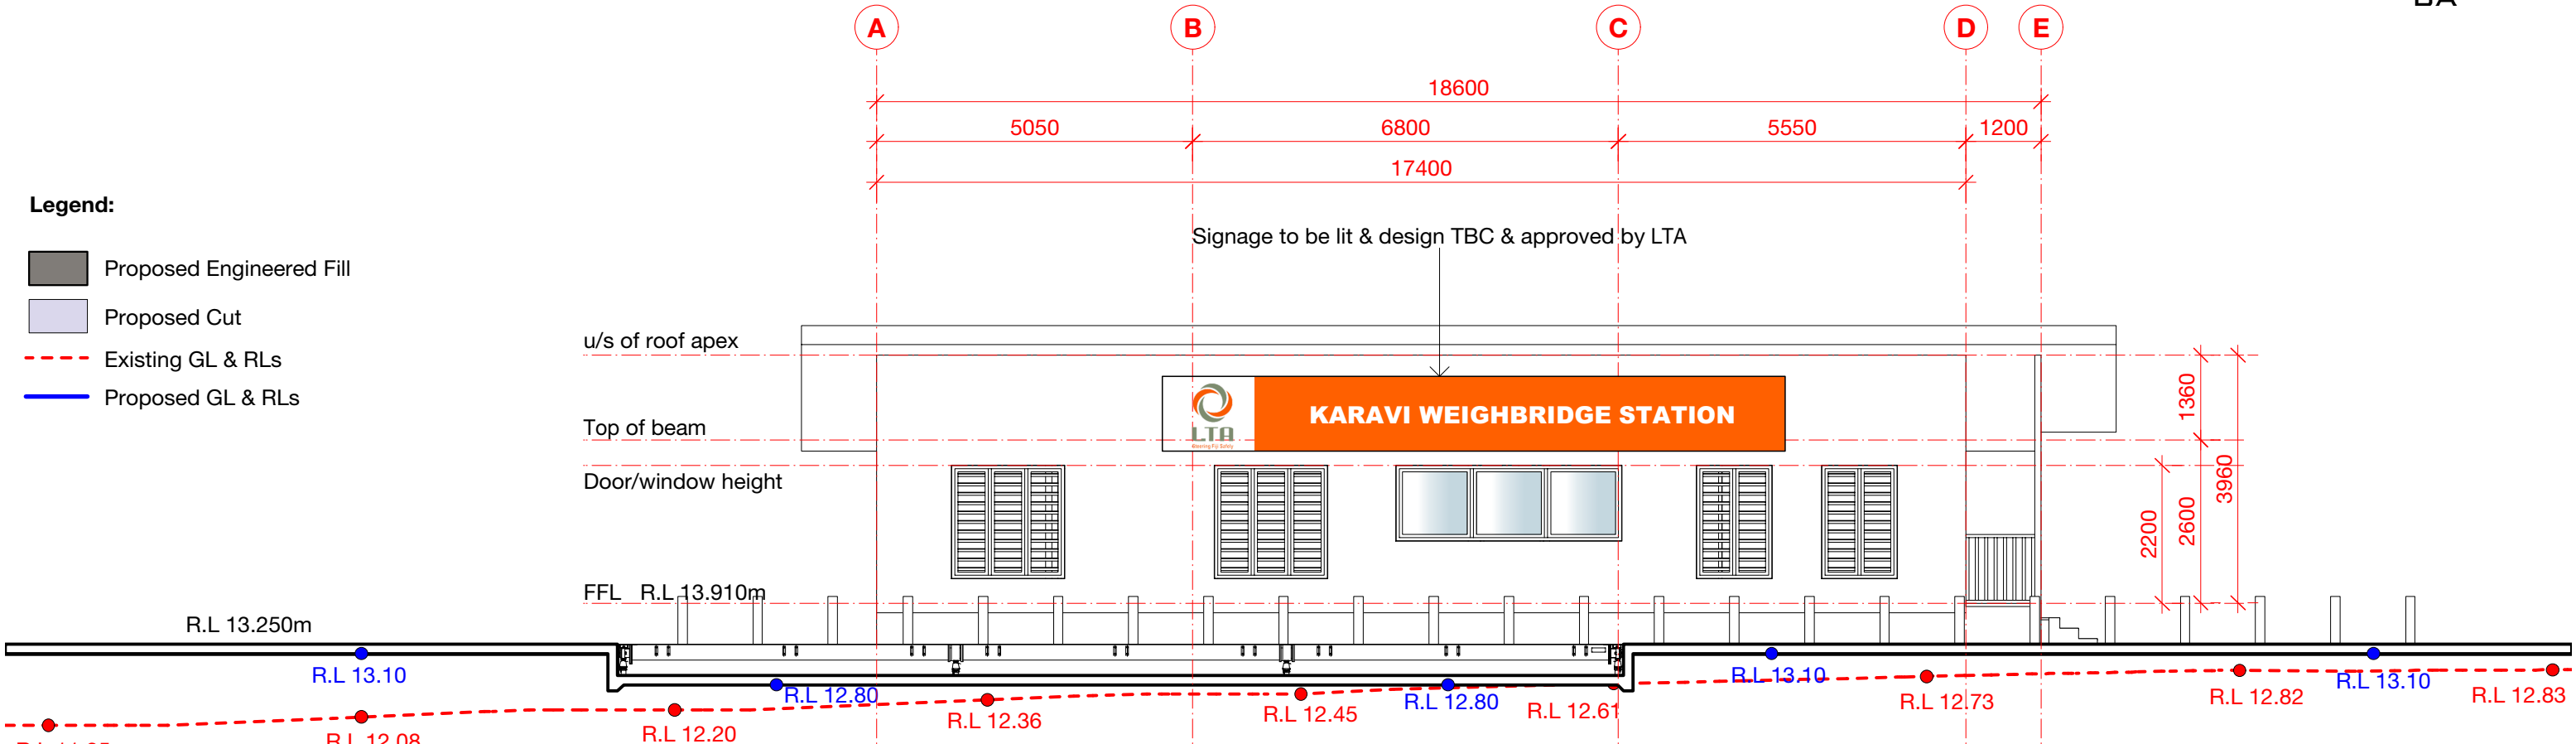 BA
A
B
C
D
E
18600
5050
6800
5550
1200
17400
Legend:
Proposed Engineered Fill
Proposed Cut
Existing GL & RLs
Proposed GL & RLs
Signage to be lit & design TBC & approved by LTA
u/s of roof apex
Top of beam
Door/window height
FFL R.L 13.910m
LTA
KARAVI WEIGHBRIDGE STATION
1360
3960
2600
2200
R.L 13.250m
R.L 13.10
R.L 12.80
R.L 12.80
R.L 13.10
R.L 13.10
R.L 12.08
R.L 12.20
R.L 12.36
R.L 12.45
R.L 12.61
R.L 12.73
R.L 12.82
R.L 12.83